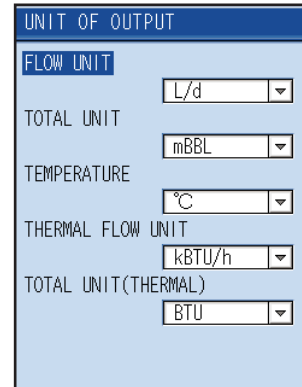 UNIT OF OUTPUT
FLOW UNIT
L/d
TOTAL UNIT
mBBL
TEMPERATURE
℃
THERMAL FLOW UNIT
kBTU/h
TOTAL UNIT(THERMAL)
BTU